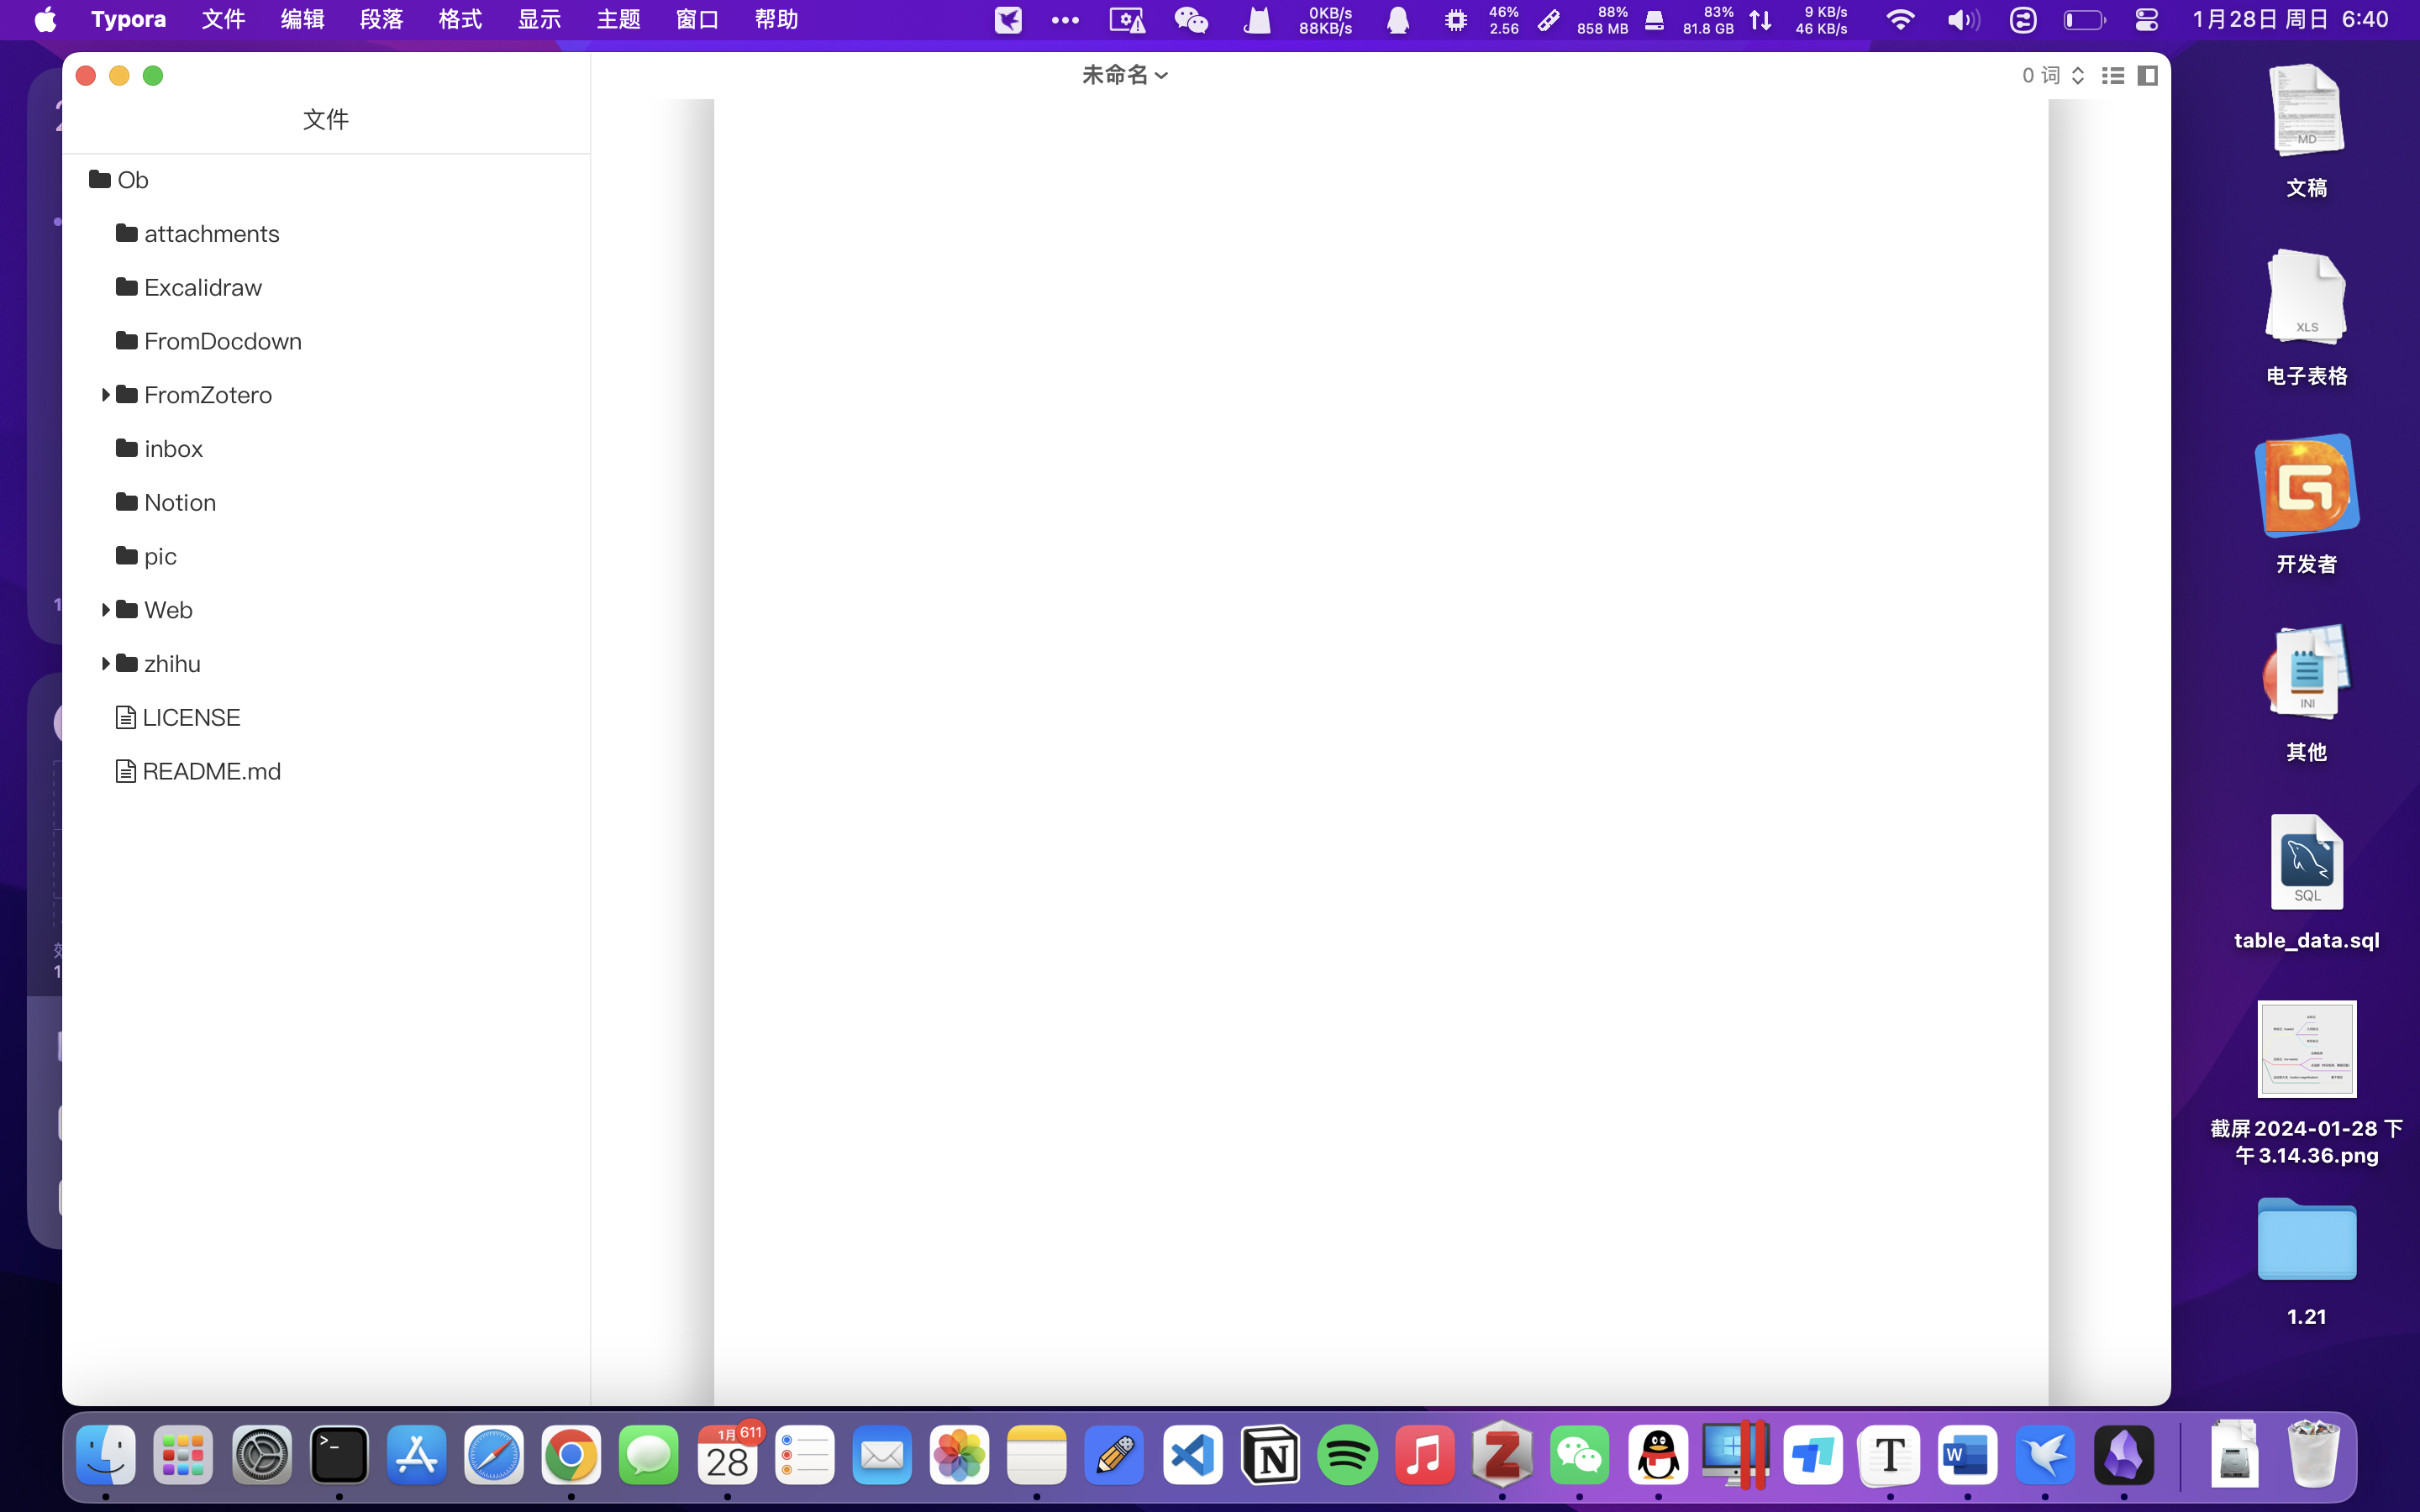 Typora 文件 编辑 段落 格式 显示 主题 窗口 帮助
0KB/s
88KB/s
46%
2.56
88%
858 MB
83%
81.8 GB
9 KB/s
46 KB/s
1月28日 周日 6:40
未命名
0 词
文件
Ob
attachments
Excalidraw
FromDocdown
FromZotero
inbox
Notion
pic
Web
zhihu
LICENSE
README.md
MD
文稿
XLS
电子表格
开发者
INI
其他
SQL
table_data.sql
截屏2024-01-28 下
午3.14.36.png
1.21
1月 611
28